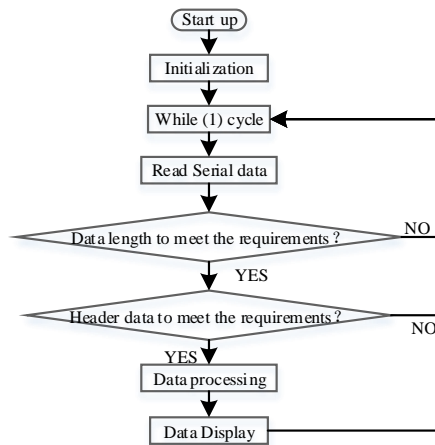 Start up
Initialization
While (1) cycle
Read Serial data
Data length to meet the requirements ?
NO
YES
Header data to meet the requirements ?
NO
YES
Data processing
Data Display